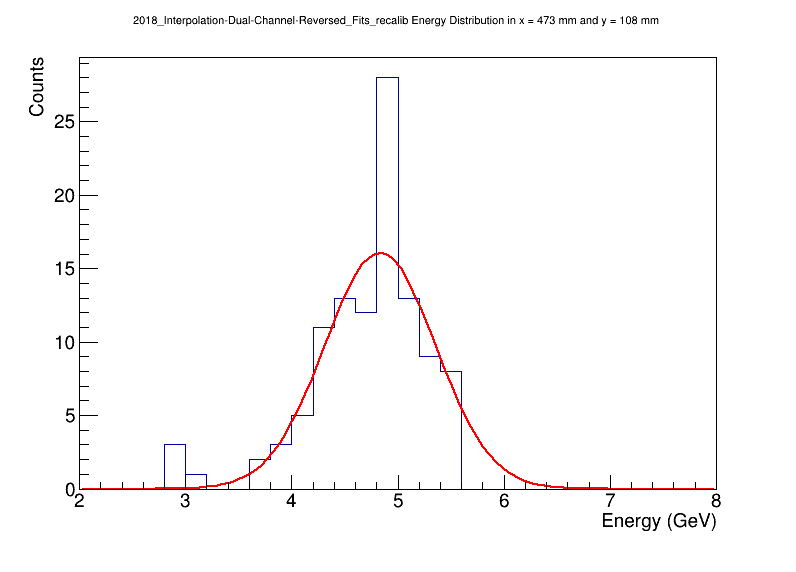 2018_Interpolation-Dual-Channel-Reversed_Fits_recalib Energy Distribution in x = 473 mm and y = 108 mm
Counts
25
20
15
10
5
0
2 3 4 5 6 7 8
Energy (GeV)